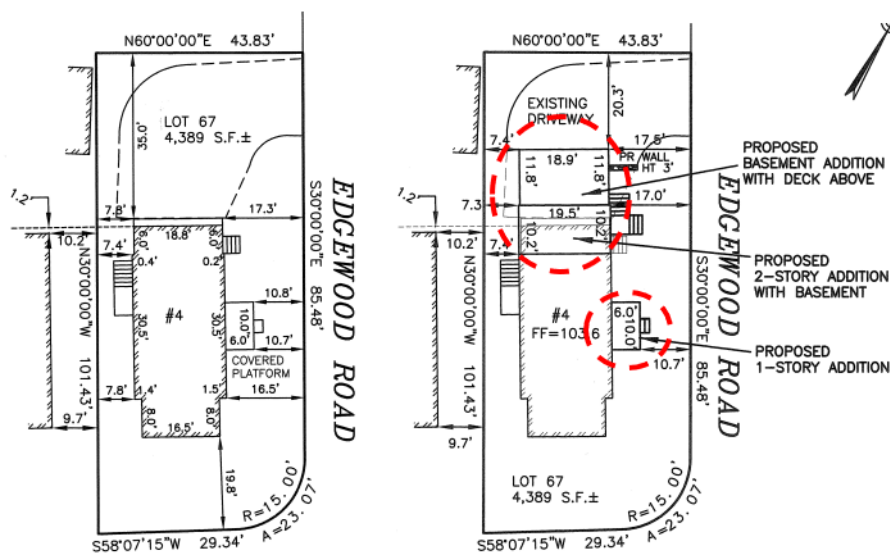 N60°00'00"E 43.83'
LOT 67
4,389 S.F.±
35.0'
1.2'
7.8'
17.3'
10.2'
18.8'
6.0'
6.0'
7.4'
0.4'
0.2'
N30°00'00"W 101.43'
#4
30.5'
30.5'
10.8'
10.0'
6.0'
10.7'
COVERED
PLATFORM
7.8'
1.4'
1.5'
16.5'
8.0'
8.0'
16.5'
9.7'
19.8'
S30°00'00"E 85.48'
EDGEWOOD ROAD
R=15.00'
A=23.07'
S58°07'15"W 29.34'
N60°00'00"E 43.83'
EXISTING
DRIVEWAY
20.3'
7.4'
17.5'
18.9'
11.8'
11.8'
PR WALL
HT 3'
PROPOSED
BASEMENT ADDITION
WITH DECK ABOVE
1.2'
7.3
17.0'
19.5'
10.2'
10.2'
10.2'
7.4'
PROPOSED
2-STORY ADDITION
WITH BASEMENT
N30°00'00"W 101.43'
#4
FF=103.6
6.0'
10.0'
10.7'
PROPOSED
1-STORY ADDITION
9.7'
S30°00'00"E 85.48'
EDGEWOOD ROAD
LOT 67
4,389 S.F.±
R=15.00'
A=23.07'
S58°07'15"W 29.34'